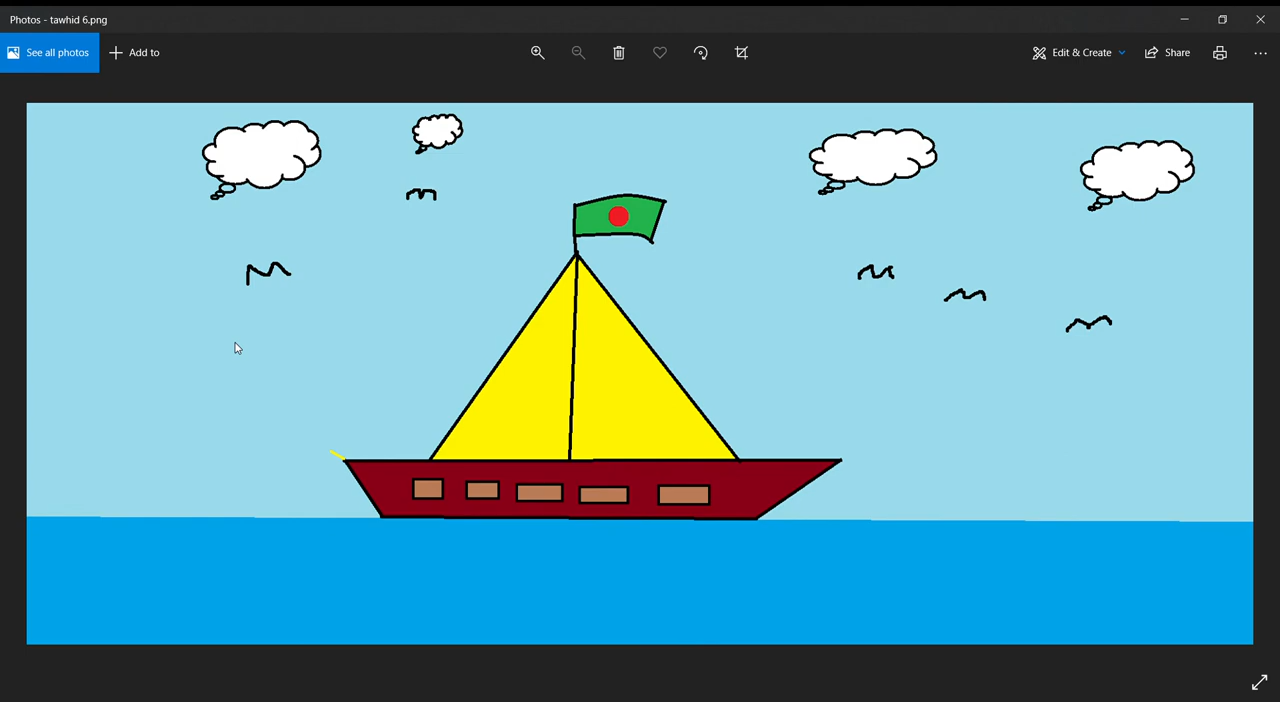 Photos - tawhid 6.png
See all photos
Add to
Edit & Create
Share